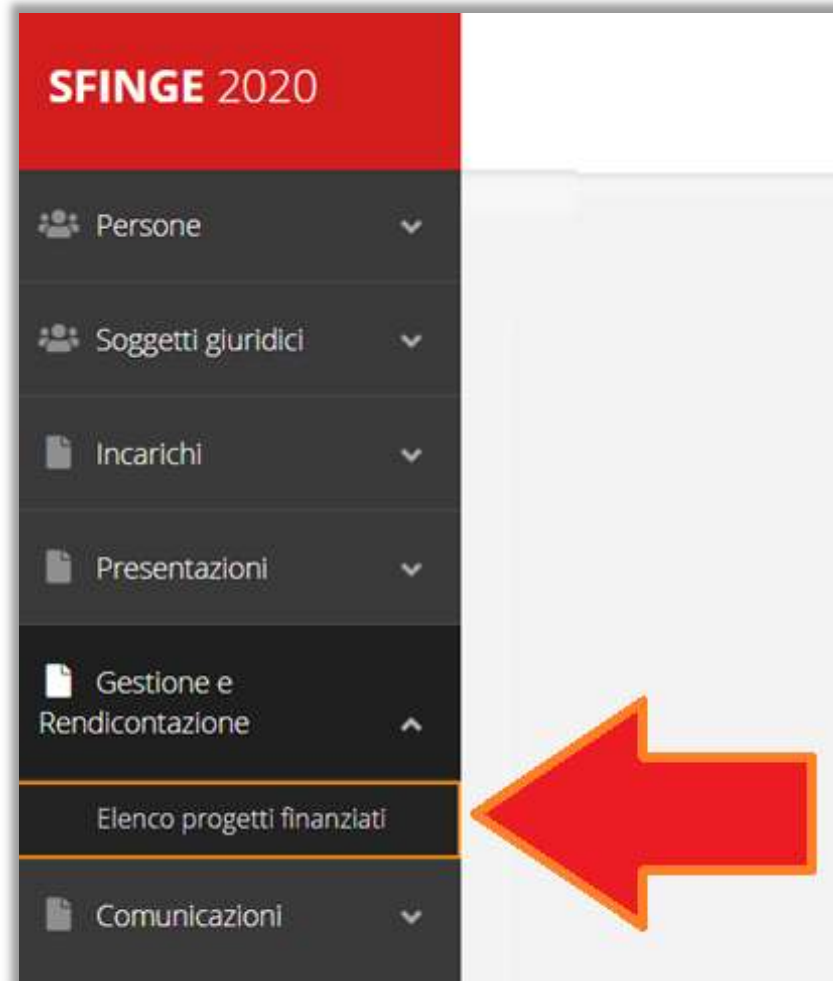 SFINGE 2020
Persone
Soggetti giuridici
Incarichi
Presentazioni
Gestione e
Rendicontazione
Elenco progetti finanziati
Comunicazioni